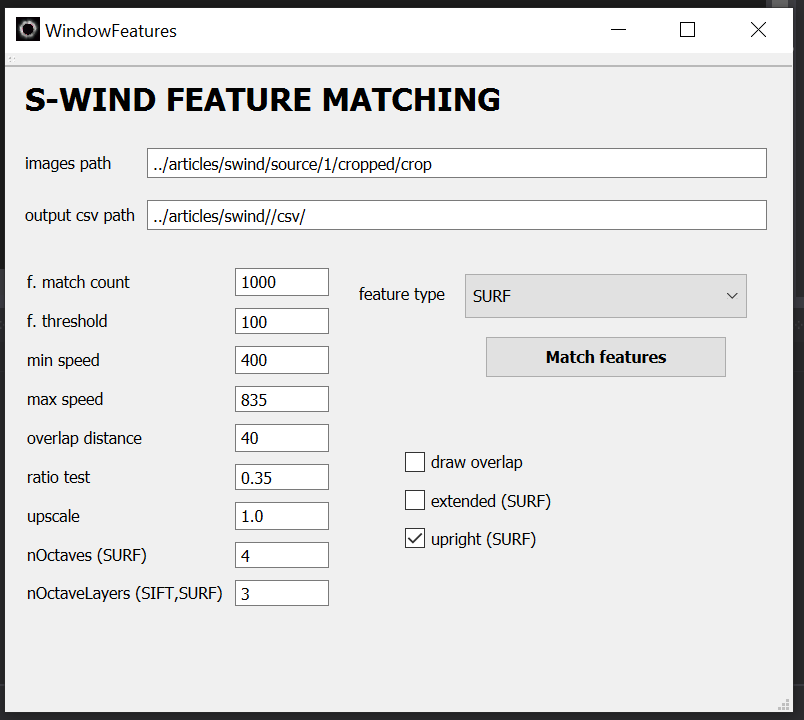 WindowFeatures
S-WIND FEATURE MATCHING
images path ../articles/swind/source/1/cropped/crop
output csv path ../articles/swind//csv/
f. match count 1000
feature type SURF
f. threshold 100
min speed 400
Match features
max speed 835
overlap distance 40
draw overlap
ratio test 0.35
extended (SURF)
upscale 1.0
upright (SURF)
nOctaves (SURF) 4
nOctaveLayers (SIFT,SURF) 3